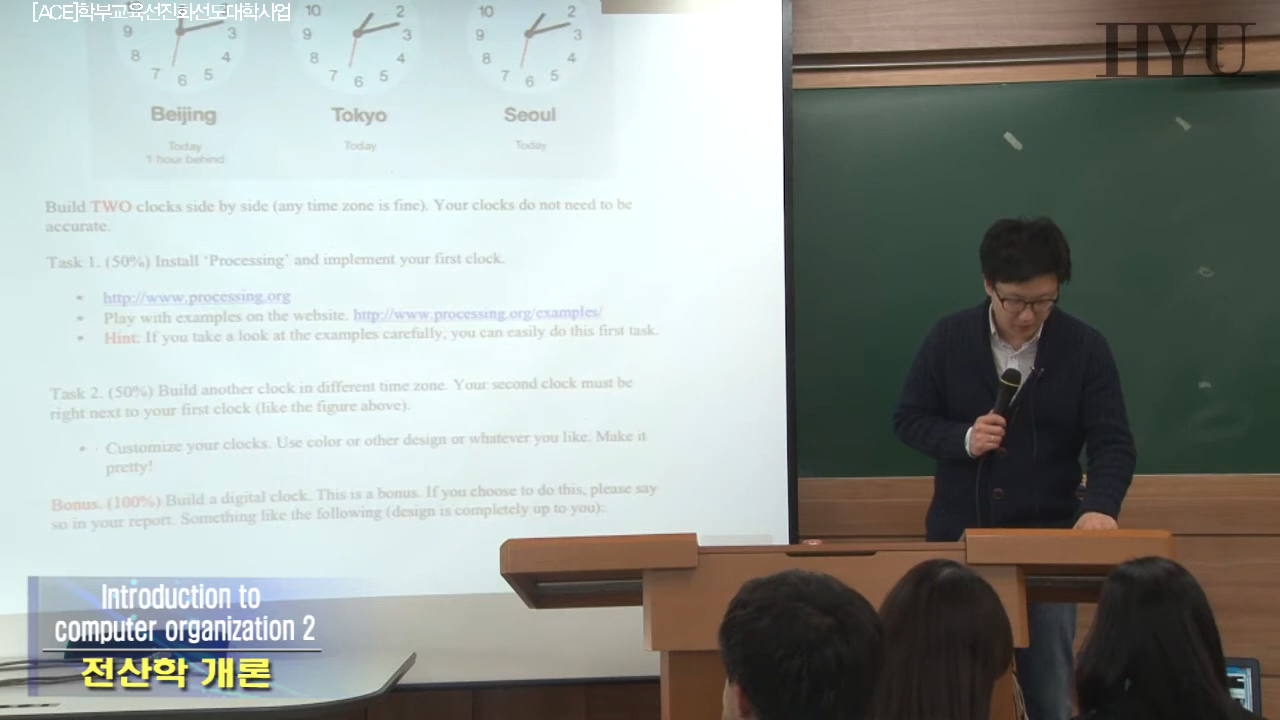 [ACE]학부교육선진화선도대학사업
HYU
9 3 8 4 7 6 5
10 2 9 3 8 4 7 6 5
10 2 9 3 8 4 7 6 5
Beijing Tokyo Seoul
Today Today Today
1 hour behind
Build TWO clocks side by side (any time zone is fine). Your clocks do not need to be
accurate.
Task 1. (50%) Install ‘Processing’ and implement your first clock.
• http://www.processing.org
• Play with examples on the website. http://www.processing.org/examples/
• Hint: If you take a look at the examples carefully, you can easily do this first task.
Task 2. (50%) Build another clock in different time zone. Your second clock must be
right next to your first clock (like the figure above).
• Customize your clocks. Use color or other design or whatever you like. Make it
pretty!
Bonus. (100%) Build a digital clock. This is a bonus. If you choose to do this, please say
so in your report. Something like the following (design is completely up to you):
Introduction to
computer organization 2
전산학 개론